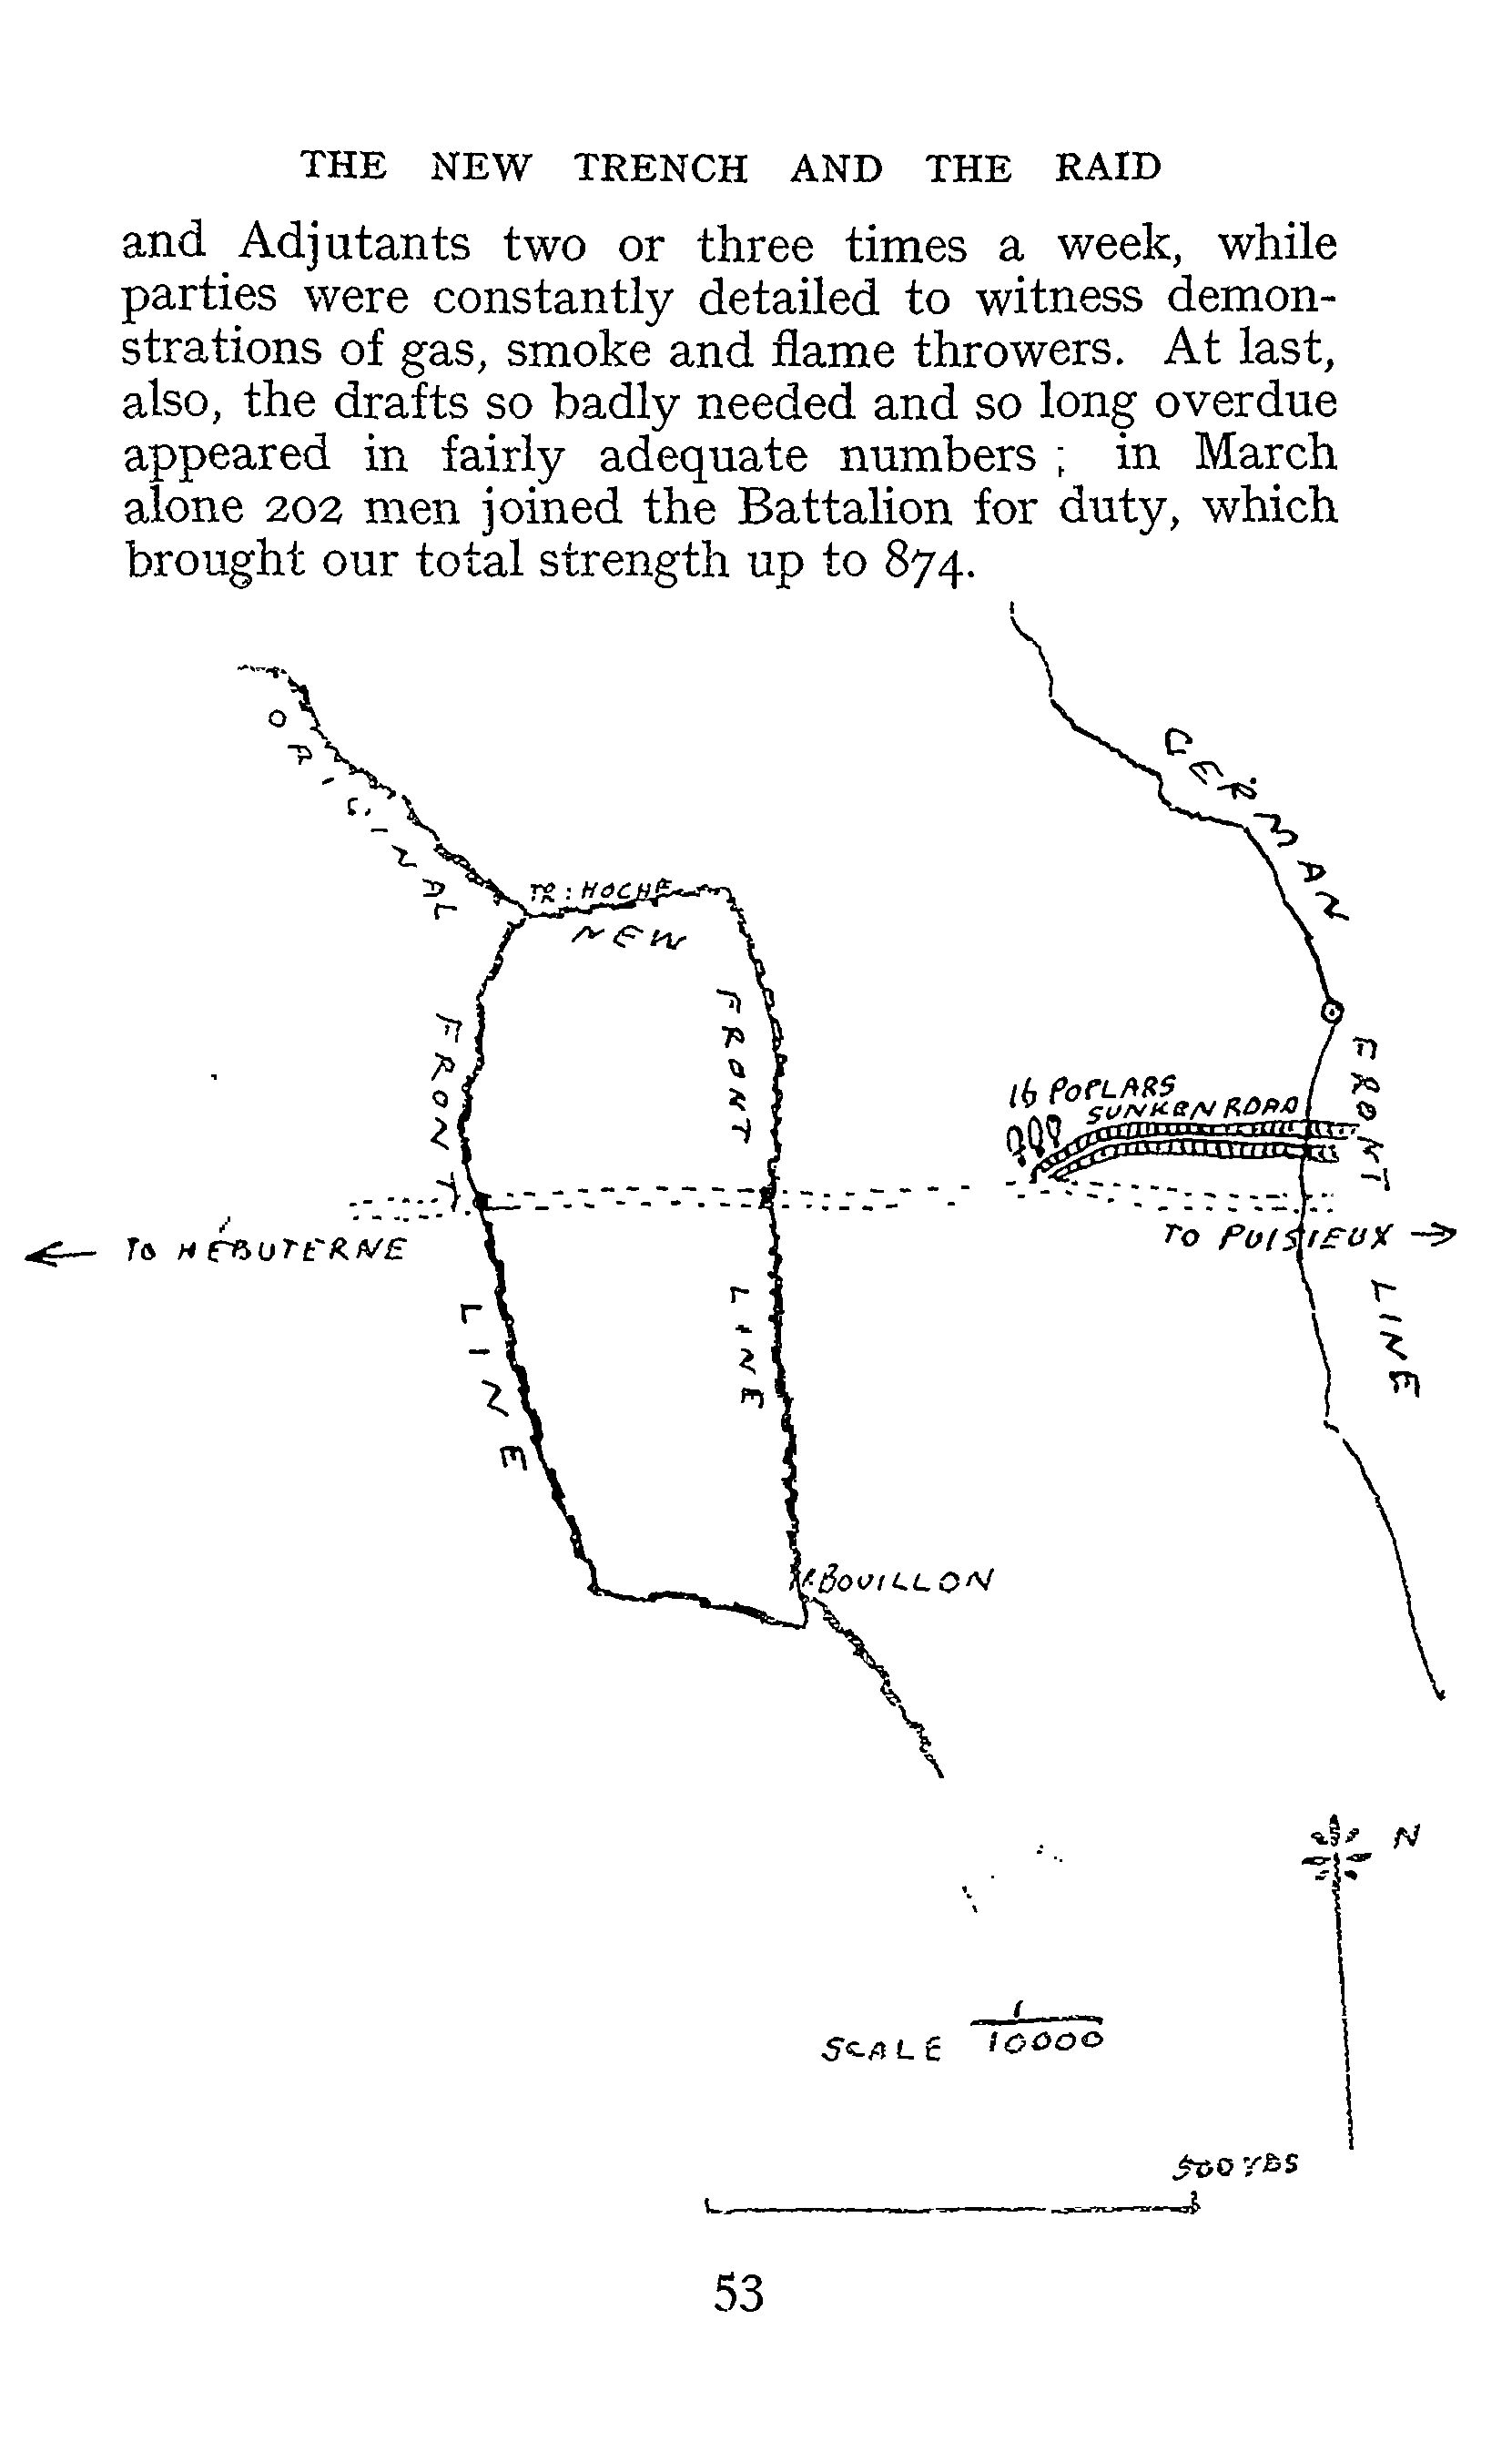 THE NEW TRENCH AND THE RAID
and Adjutants two or three times a week, while
parties were constantly detailed to witness demon-
strations of gas, smoke and flame throwers. At last,
also, the drafts so badly needed and so long overdue
appeared in fairly adequate numbers ; in March
alone 202 men joined the Battalion for duty, which
brought our total strength up to 874.
ORIGINAL FRONT LINE
TR : HOCHE
NEW FRONT LINE
GERMAN FRONT LINE
16 POPLARS
SUNKEN ROAD
TO HÉBUTERNE
TO PUISIEUX
TR: BOUILLON
N
SCALE 1/10000
500 YDS
53